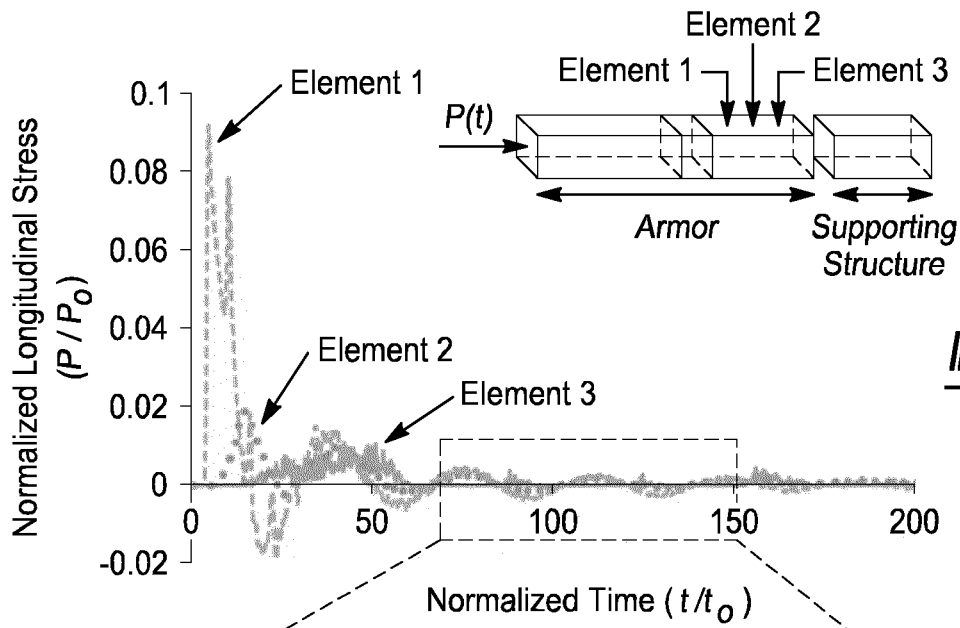 Element 2
Element 1
Element 3
P(t)
Armor
Supporting
Structure
Element 1
Element 2
Element 3
Normalized Longitudinal Stress
(P / Po)
0.1
0.08
0.06
0.04
0.02
0
-0.02
0
50
100
150
200
Normalized Time ( t/to )